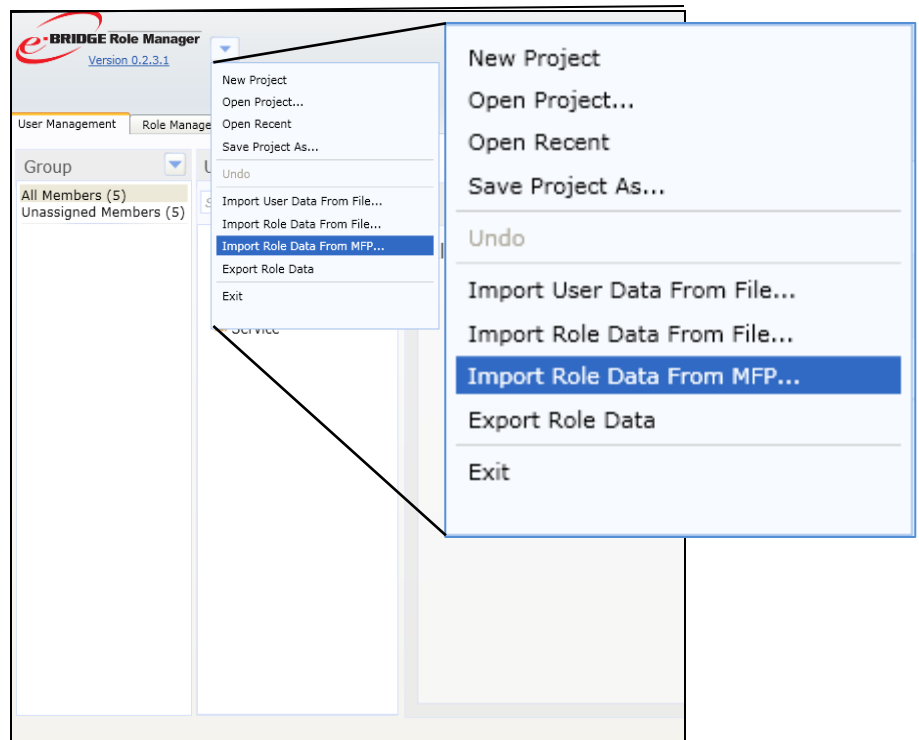 e-BRIDGE Role Manager
Version 0.2.3.1
User Management
Role Manage
Group
All Members (5)
Unassigned Members (5)
New Project
Open Project...
Open Recent
Save Project As...
Undo
Import User Data From File...
Import Role Data From File...
Import Role Data From MFP...
Export Role Data
Exit
Service
New Project
Open Project...
Open Recent
Save Project As...
Undo
Import User Data From File...
Import Role Data From File...
Import Role Data From MFP...
Export Role Data
Exit